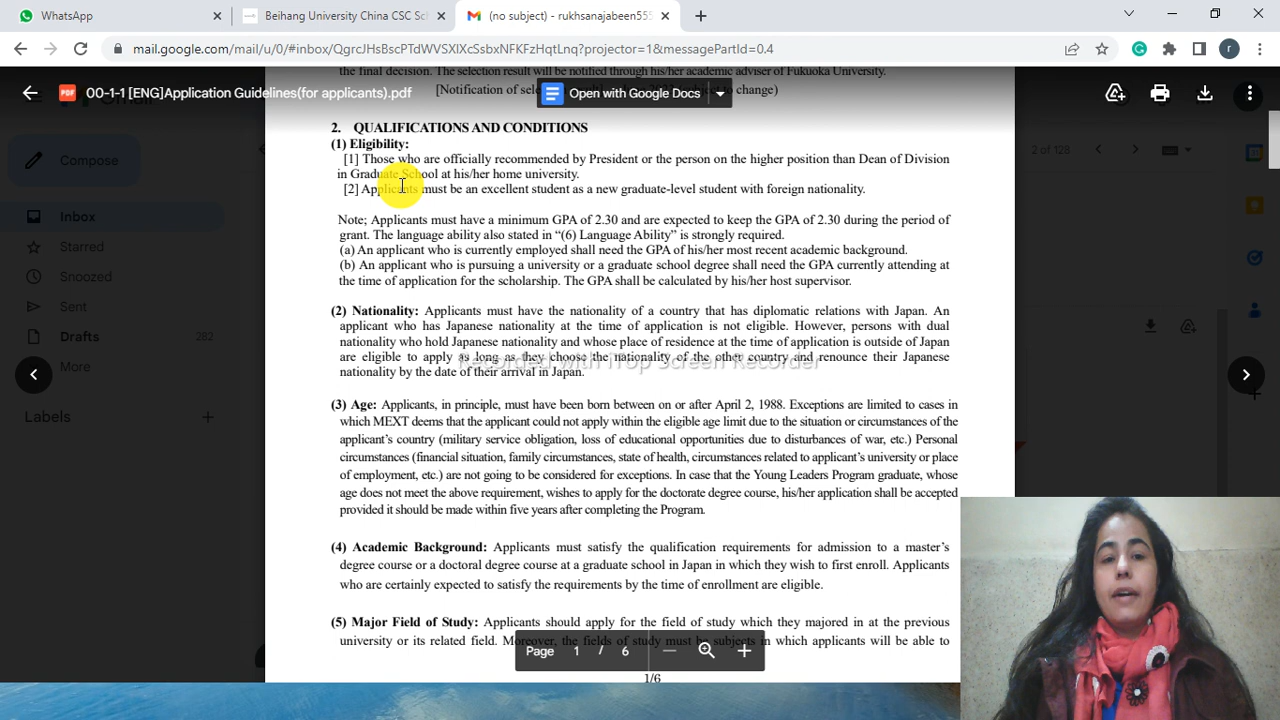 WhatsApp
Beihang University China CSC Sch
(no subject) - rukhsanajabeen555
mail.google.com/mail/u/0/#inbox/QgrcJHsBscPTdWVSXlXcSsbxNFKFzHqtLnq?projector=1&messagePartId=0.4
r
the final decision. The selection result will be notified through his/her academic adviser of Fukuoka University.
PDF 00-1-1 [ENG]Application Guidelines(for applicants).pdf
Open with Google Docs
[Notification of change)
2. QUALIFICATIONS AND CONDITIONS
(1) Eligibility:
[1] Those who are officially recommended by President or the person on the higher position than Dean of Division
in Graduate School at his/her home university.
[2] Applicants must be an excellent student as a new graduate-level student with foreign nationality.
Note; Applicants must have a minimum GPA of 2.30 and are expected to keep the GPA of 2.30 during the period of
grant. The language ability also stated in “(6) Language Ability” is strongly required.
(a) An applicant who is currently employed shall need the GPA of his/her most recent academic background.
(b) An applicant who is pursuing a university or a graduate school degree shall need the GPA currently attending at
the time of application for the scholarship. The GPA shall be calculated by his/her host supervisor.
(2) Nationality: Applicants must have the nationality of a country that has diplomatic relations with Japan. An
applicant who has Japanese nationality at the time of application is not eligible. However, persons with dual
nationality who hold Japanese nationality and whose place of residence at the time of application is outside of Japan
are eligible to apply as long as they choose the nationality of the other country and renounce their Japanese
nationality by the date of their arrival in Japan.
Recorded with iTop Screen Recorder
(3) Age: Applicants, in principle, must have been born between on or after April 2, 1988. Exceptions are limited to cases in
which MEXT deems that the applicant could not apply within the eligible age limit due to the situation or circumstances of the
applicant’s country (military service obligation, loss of educational opportunities due to disturbances of war, etc.) Personal
circumstances (financial situation, family circumstances, state of health, circumstances related to applicant’s university or place
of employment, etc.) are not going to be considered for exceptions. In case that the Young Leaders Program graduate, whose
age does not meet the above requirement, wishes to apply for the doctorate degree course, his/her application shall be accepted
provided it should be made within five years after completing the Program.
(4) Academic Background: Applicants must satisfy the qualification requirements for admission to a master’s
degree course or a doctoral degree course at a graduate school in Japan in which they wish to first enroll. Applicants
who are certainly expected to satisfy the requirements by the time of enrollment are eligible.
(5) Major Field of Study: Applicants should apply for the field of study which they majored in at the previous
university or its related field. Moreover, the fields of study must be subjects in which applicants will be able to
Page 1 / 6
1/6
Compose
Inbox
Starred
Snoozed
Sent
Drafts 282
More
Labels
2 of 128